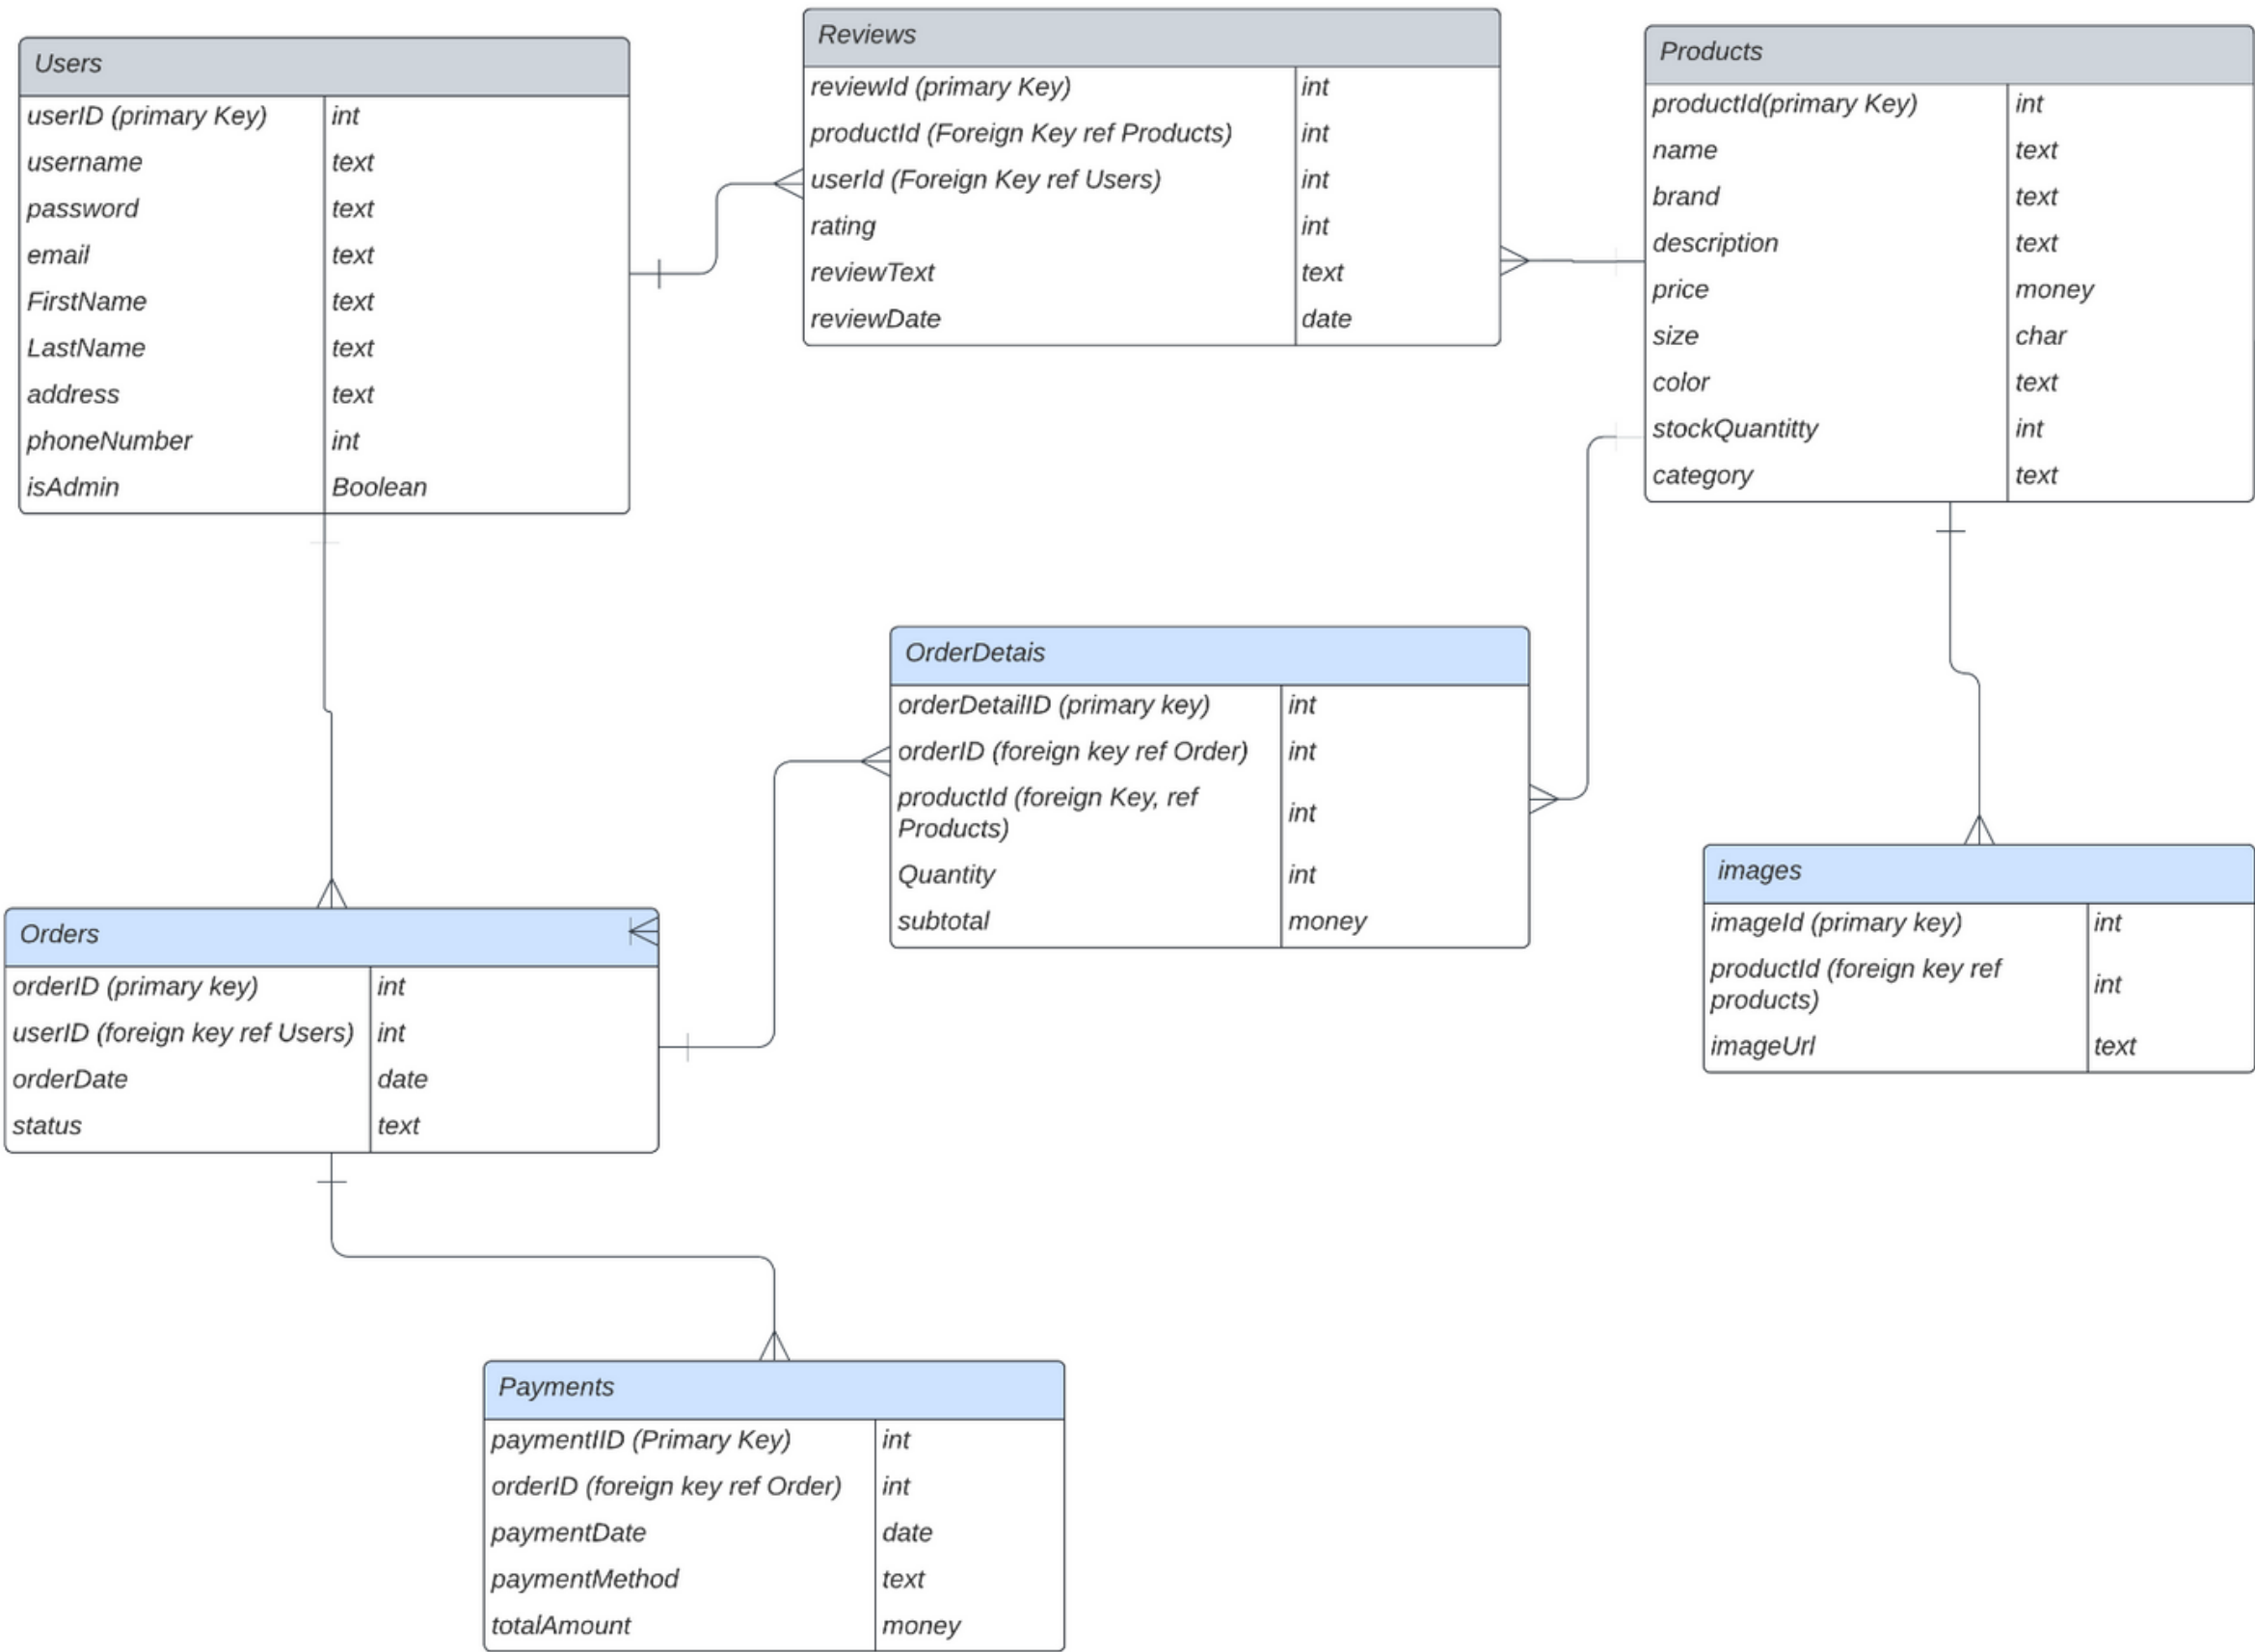 Users
userID (primary Key) int
username text
password text
email text
FirstName text
LastName text
address text
phoneNumber int
isAdmin Boolean
Reviews
reviewId (primary Key) int
productId (Foreign Key ref Products) int
userId (Foreign Key ref Users) int
rating int
reviewText text
reviewDate date
Products
productId(primary Key) int
name text
brand text
description text
price money
size char
color text
stockQuantitty int
category text
OrderDetais
orderDetailID (primary key) int
orderID (foreign key ref Order) int
productId (foreign Key, ref
Products) int
Quantity int
subtotal money
images
imageId (primary key) int
productId (foreign key ref
products) int
imageUrl text
Orders
orderID (primary key) int
userID (foreign key ref Users) int
orderDate date
status text
Payments
paymentIID (Primary Key) int
orderID (foreign key ref Order) int
paymentDate date
paymentMethod text
totalAmount money